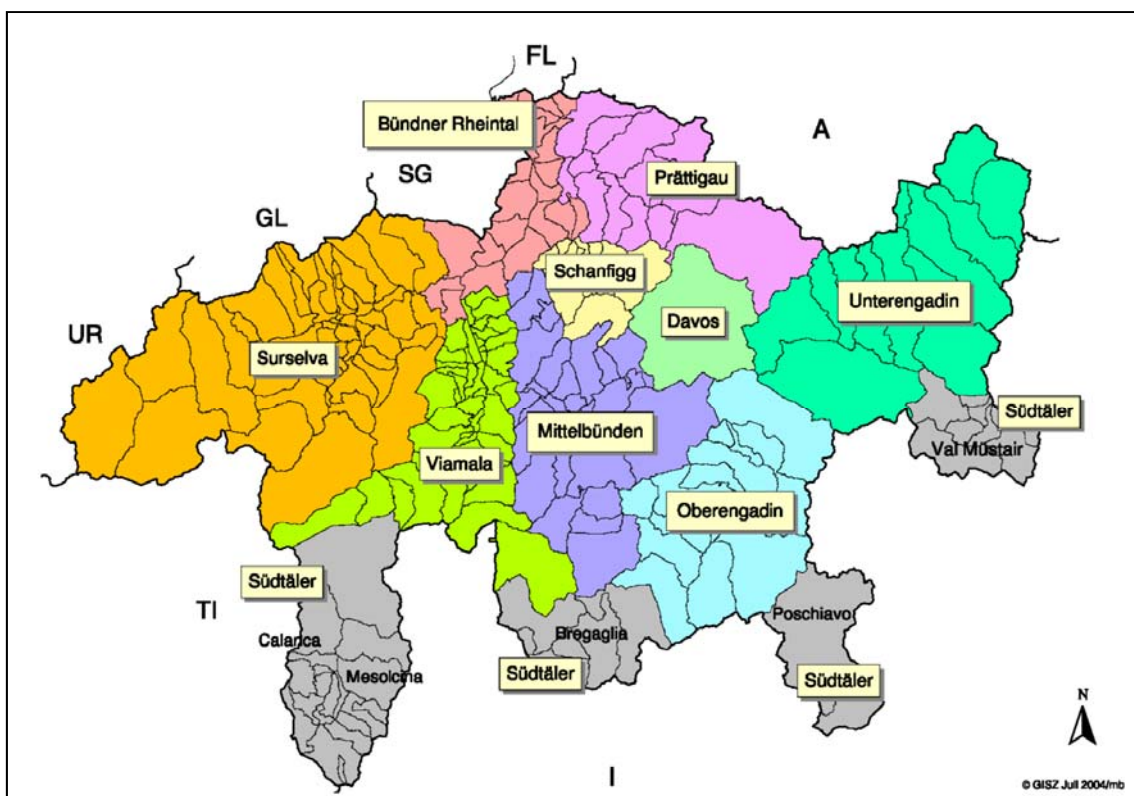 FL
Bündner Rheintal
A
SG
Prättigau
GL
Schanfigg
Unterengadin
UR
Davos
Surselva
Südtäler
Mittelbünden
Val Müstair
Viamala
Oberengadin
Südtäler
TI
Poschiavo
Calanca
Bregaglia
Mesolcina
Südtäler
Südtäler
N
I
© GISZ Juli 2004/mb